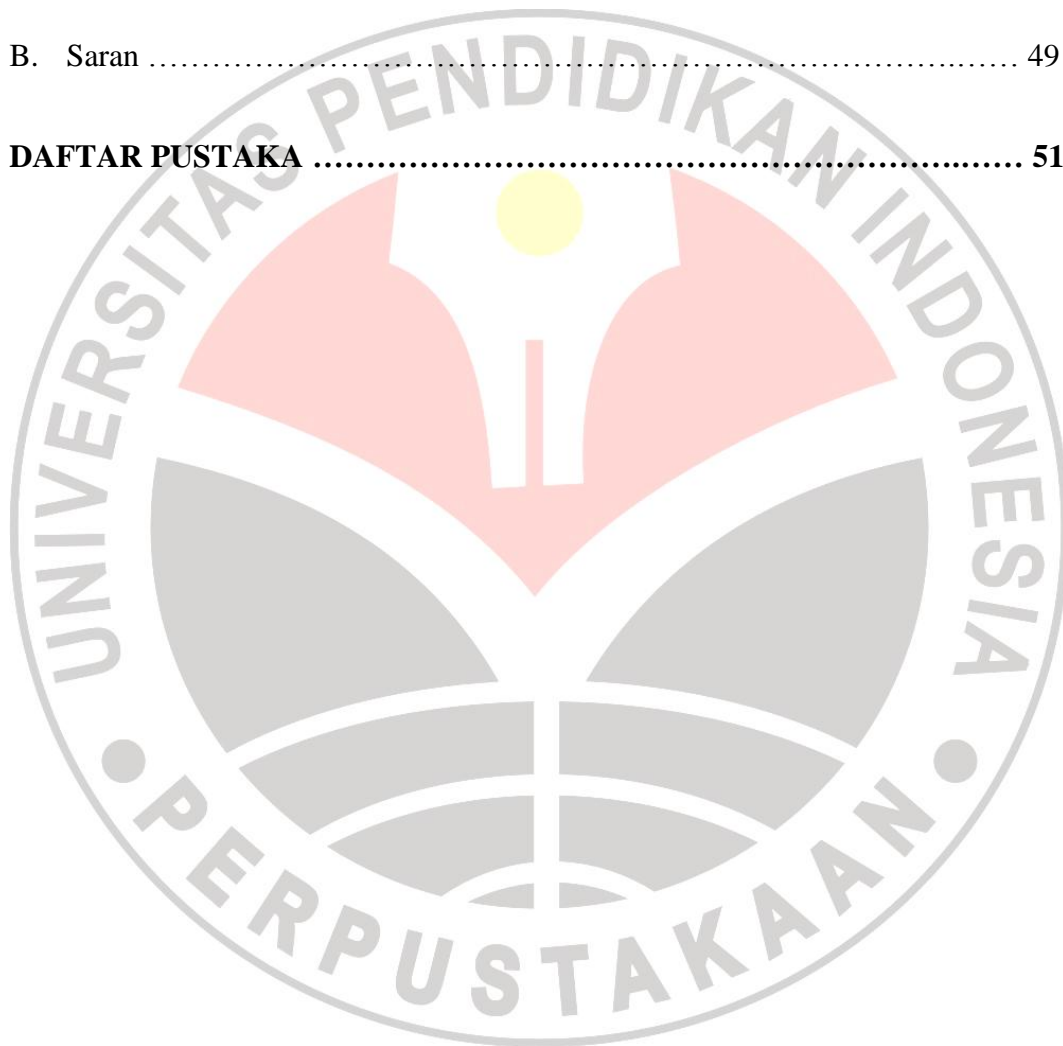 B. Saran ……………………………………………………………….…… 49
DAFTAR PUSTAKA …………………………………………………….…… 51
UNIVERSITAS PENDIDIKAN INDONESIA
PERPUSTAKAAN